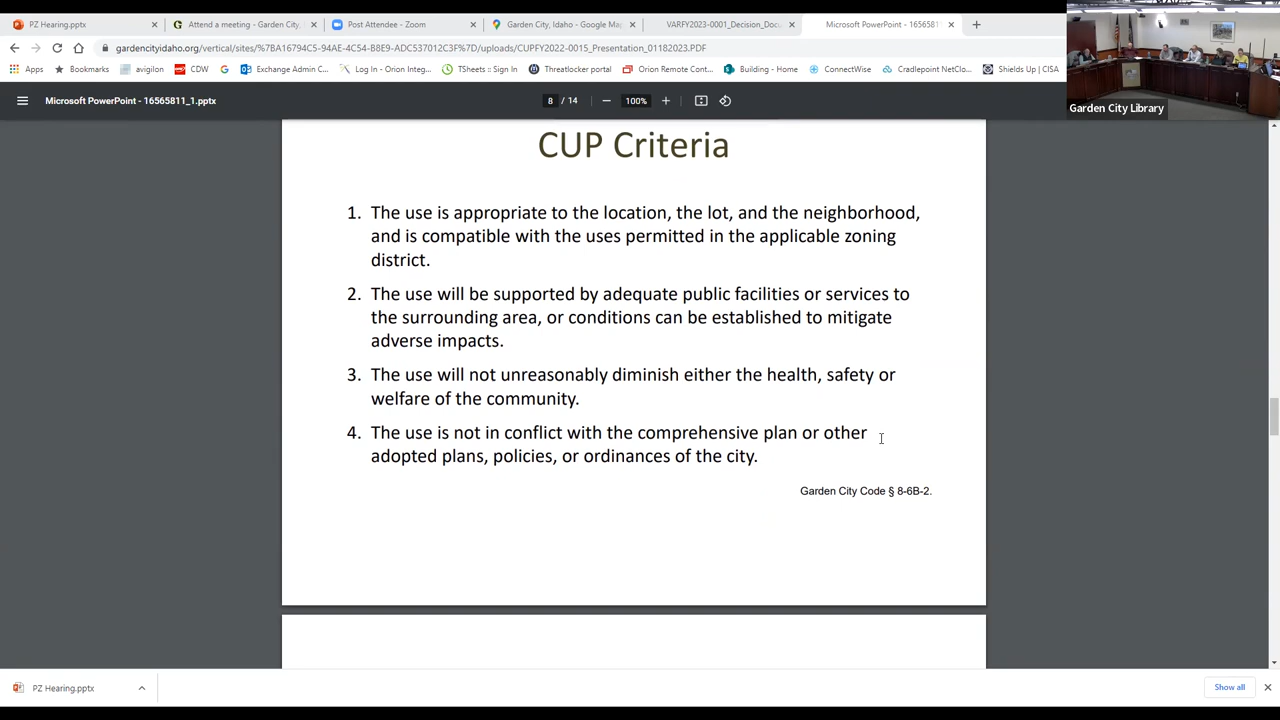 PZ Hearing.pptx
Attend a meeting - Garden City,
Post Attendee - Zoom
Garden City, Idaho - Google Ma
VARFY2023-0001_Decision_Docu
Microsoft PowerPoint - 165658
gardencityidaho.org/vertical/sites/%7BA16794C5-94AE-4C54-B8E9-ADC537012C3F%7D/uploads/CUPFY2022-0015_Presentation_01182023.PDF
Apps
Bookmarks
avigilon
CDW
Exchange Admin C...
Log In - Orion Integ...
TSheets :: Sign In
Threatlocker portal
Orion Remote Cont...
Building - Home
ConnectWise
Cradlepoint NetClo...
Shields Up | CISA
Garden City Library
Microsoft PowerPoint - 16565811_1.pptx
8 / 14
100%
CUP Criteria
1. The use is appropriate to the location, the lot, and the neighborhood,
and is compatible with the uses permitted in the applicable zoning
district.
2. The use will be supported by adequate public facilities or services to
the surrounding area, or conditions can be established to mitigate
adverse impacts.
3. The use will not unreasonably diminish either the health, safety or
welfare of the community.
4. The use is not in conflict with the comprehensive plan or other
adopted plans, policies, or ordinances of the city.
Garden City Code § 8-6B-2.
PZ Hearing.pptx
Show all